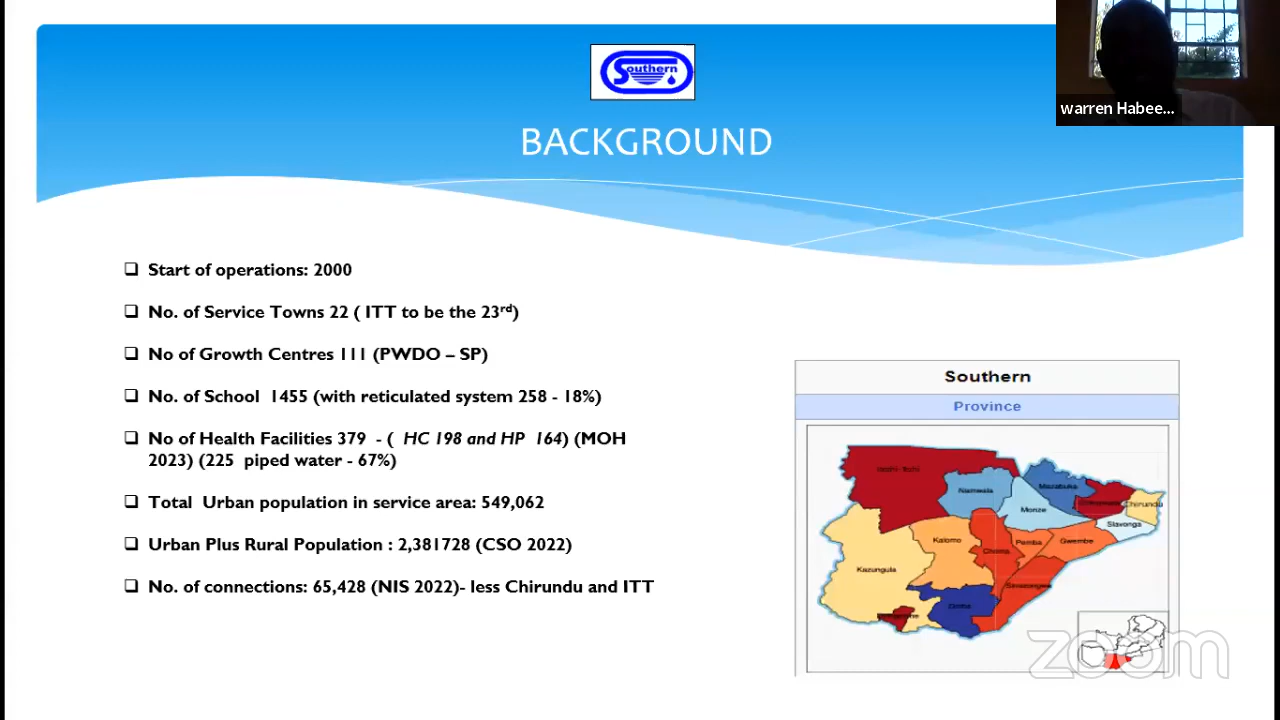 Southern
warren Habee...
BACKGROUND
Start of operations: 2000
No. of Service Towns 22 ( ITT to be the 23rd)
No of Growth Centres 111 (PWDO – SP)
No. of School 1455 (with reticulated system 258 - 18%)
No of Health Facilities 379 - ( HC 198 and HP 164) (MOH
2023) (225 piped water - 67%)
Total Urban population in service area: 549,062
Urban Plus Rural Population : 2,381728 (CSO 2022)
No. of connections: 65,428 (NIS 2022)- less Chirundu and ITT
Southern
Province
Itezhi-Tezhi
Namwala
Mazabuka
Chirundu
Monze
Siavonga
Kalomo
Choma
Pemba
Gwembe
Kazungula
Sinazongwe
Zimba
zoom